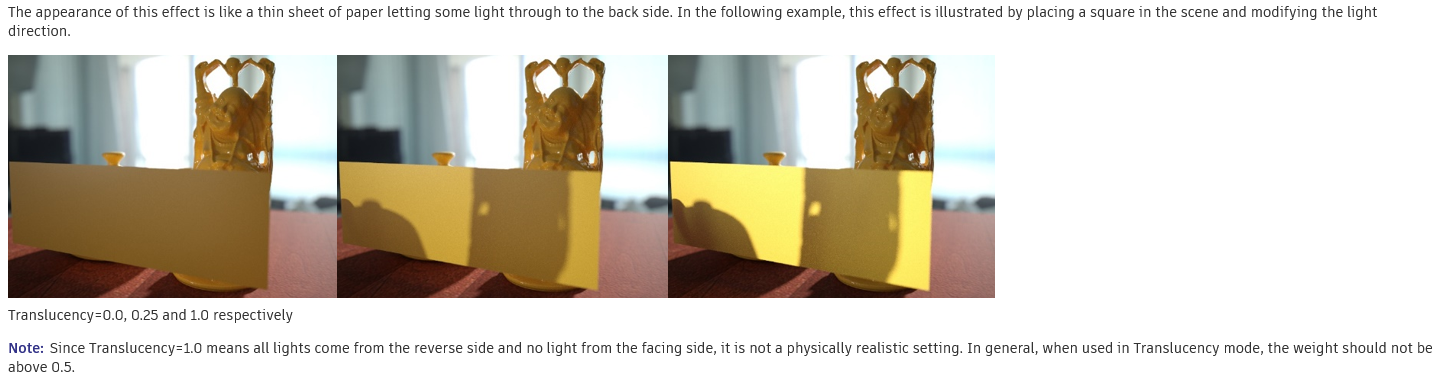 The appearance of this effect is like a thin sheet of paper letting some light through to the back side. In the following example, this effect is illustrated by placing a square in the scene and modifying the light
direction.
Translucency=0.0, 0.25 and 1.0 respectively
Note: Since Translucency=1.0 means all lights come from the reverse side and no light from the facing side, it is not a physically realistic setting. In general, when used in Translucency mode, the weight should not be
above 0.5.